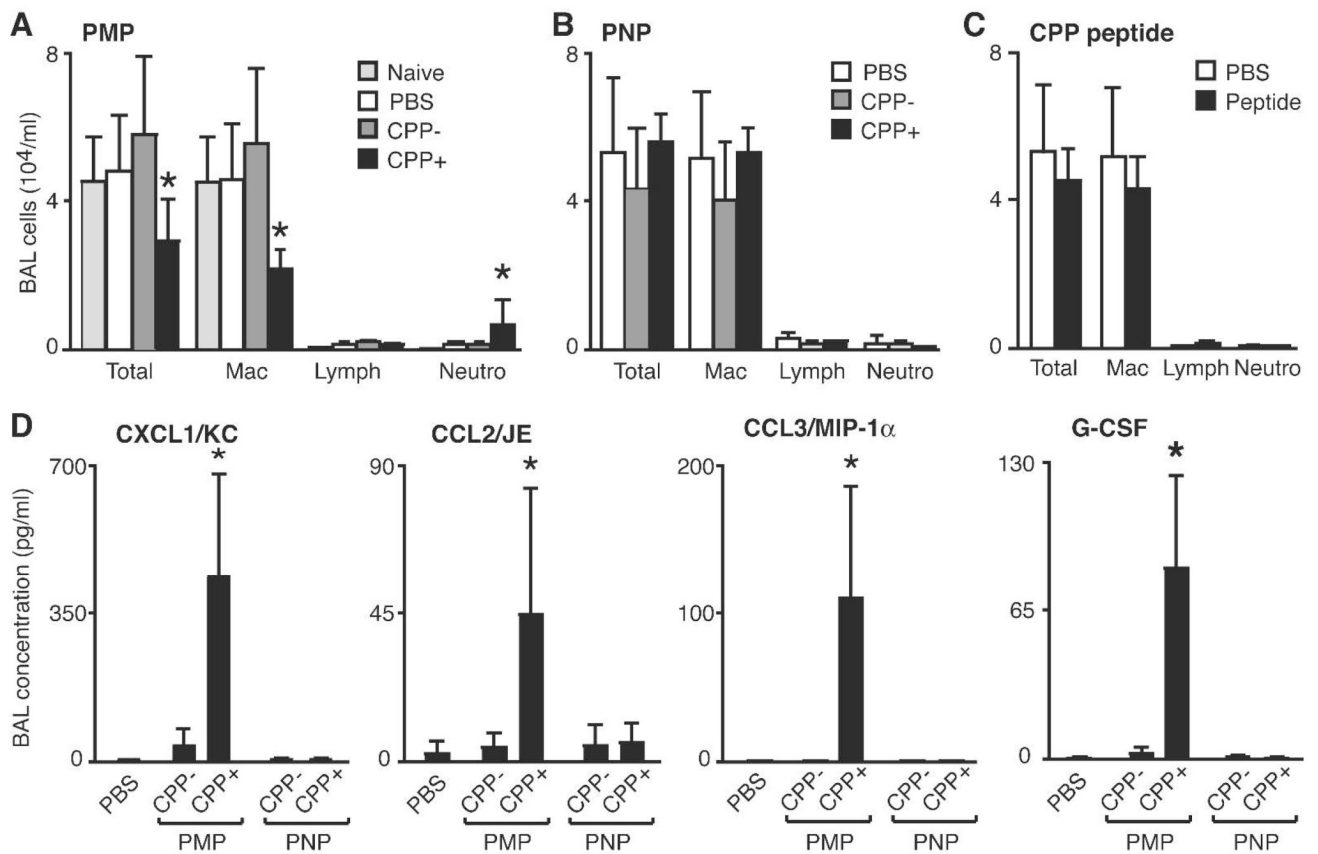 A PMP
8
4
0
BAL cells (10⁴/ml)
Naive
PBS
CPP-
CPP+
*
*
*
Total Mac Lymph Neutro
B PNP
8
4
0
PBS
CPP-
CPP+
Total Mac Lymph Neutro
C CPP peptide
8
4
0
PBS
Peptide
Total Mac Lymph Neutro
D
BAL concentration (pg/ml)
CXCL1/KC
700
350
0
*
PBS CPP- CPP+ CPP- CPP+
PMP PNP
CCL2/JE
90
45
0
*
PBS CPP- CPP+ CPP- CPP+
PMP PNP
CCL3/MIP-1α
200
100
0
*
PBS CPP- CPP+ CPP- CPP+
PMP PNP
G-CSF
130
65
0
*
PBS CPP- CPP+ CPP- CPP+
PMP PNP